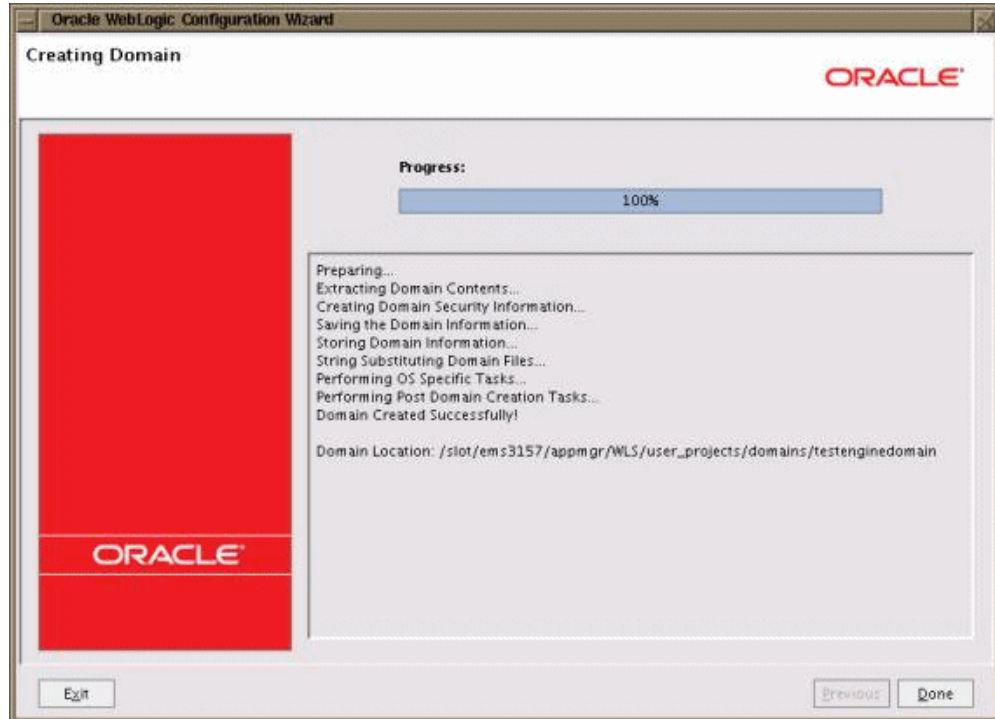 Oracle WebLogic Configuration Wizard
Creating Domain
ORACLE
Progress:
100%
Preparing...
Extracting Domain Contents...
Creating Domain Security Information...
Saving the Domain Information...
Storing Domain Information...
String Substituting Domain Files...
Performing OS Specific Tasks...
Performing Post Domain Creation Tasks...
Domain Created Successfully!
Domain Location: /slot/ems3157/appmgr/WLS/user_projects/domains/testenginedomain
ORACLE
Exit
Previous
Done